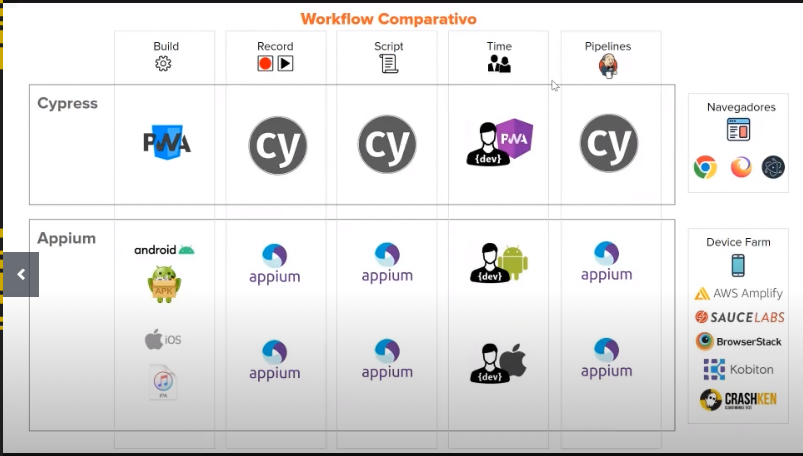 Workflow Comparativo
Build
Record
Script
Time
Pipelines
Cypress
PWA
cy
cy
PWA
{dev}
cy
Navegadores
Appium
android
APK
iOS
IPA
appium
appium
{dev}
appium
appium
appium
{dev}
appium
Device Farm
AWS Amplify
SAUCELABS
BrowserStack
Kobiton
CRASHKEN